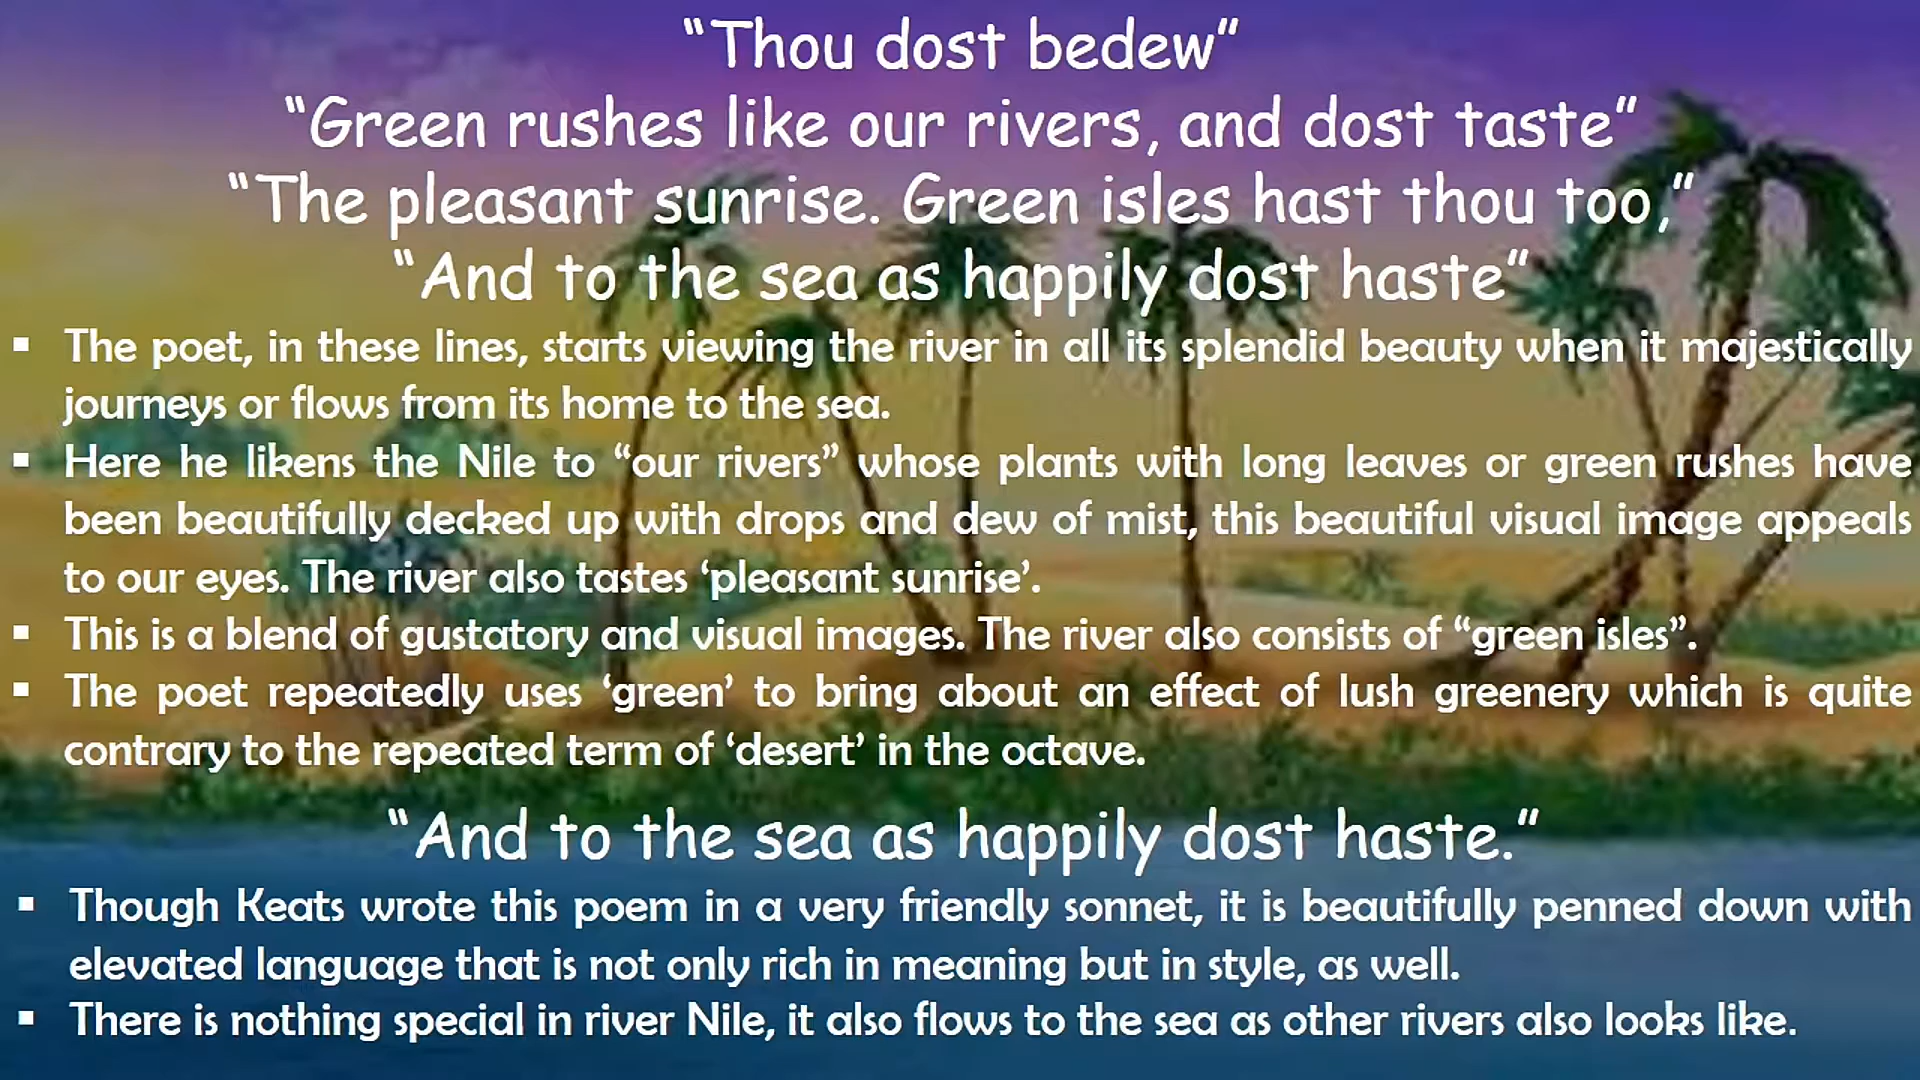 “Thou dost bedew”
“Green rushes like our rivers, and dost taste”
“The pleasant sunrise. Green isles hast thou too,”
“And to the sea as happily dost haste”
▪ The poet, in these lines, starts viewing the river in all its splendid beauty when it majestically
journeys or flows from its home to the sea.
▪ Here he likens the Nile to “our rivers” whose plants with long leaves or green rushes have
been beautifully decked up with drops and dew of mist, this beautiful visual image appeals
to our eyes. The river also tastes ‘pleasant sunrise’.
▪ This is a blend of gustatory and visual images. The river also consists of “green isles”.
▪ The poet repeatedly uses ‘green’ to bring about an effect of lush greenery which is quite
contrary to the repeated term of ‘desert’ in the octave.
“And to the sea as happily dost haste.”
▪ Though Keats wrote this poem in a very friendly sonnet, it is beautifully penned down with
elevated language that is not only rich in meaning but in style, as well.
▪ There is nothing special in river Nile, it also flows to the sea as other rivers also looks like.